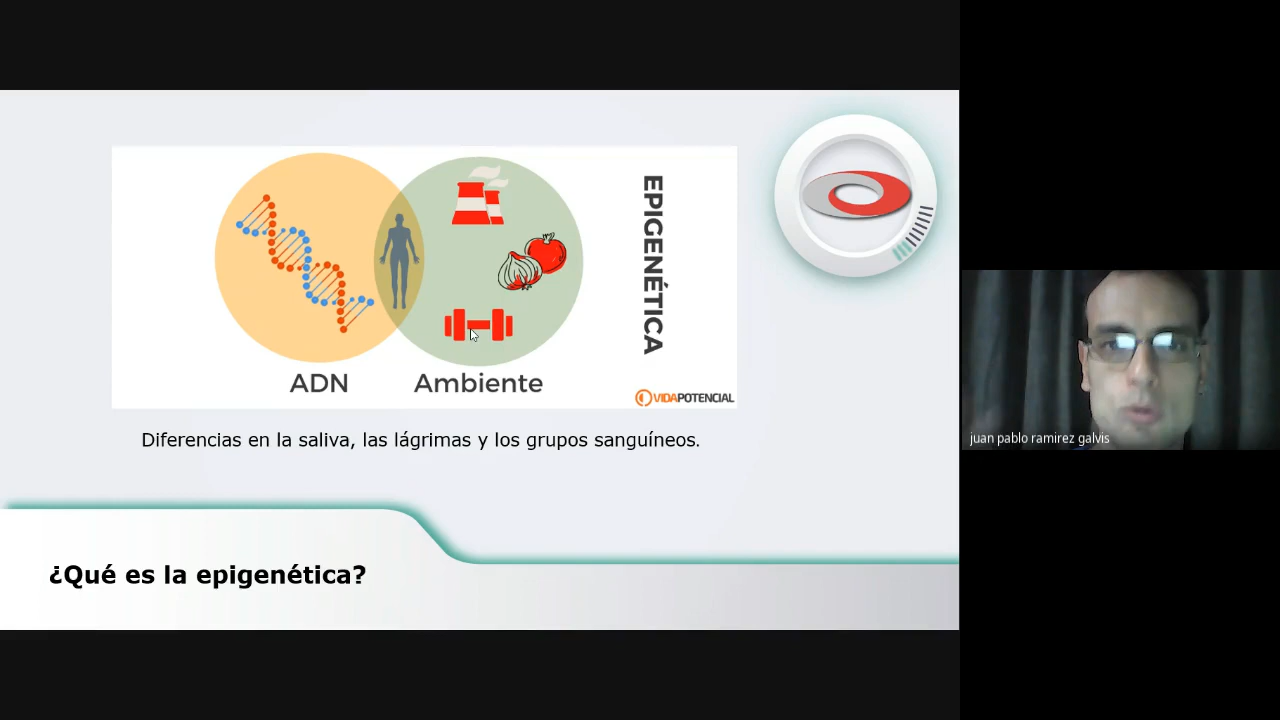 EPIGENÉTICA
ADN
Ambiente
VIDAPOTENCIAL
Diferencias en la saliva, las lágrimas y los grupos sanguíneos.
¿Qué es la epigenética?
juan pablo ramirez galvis